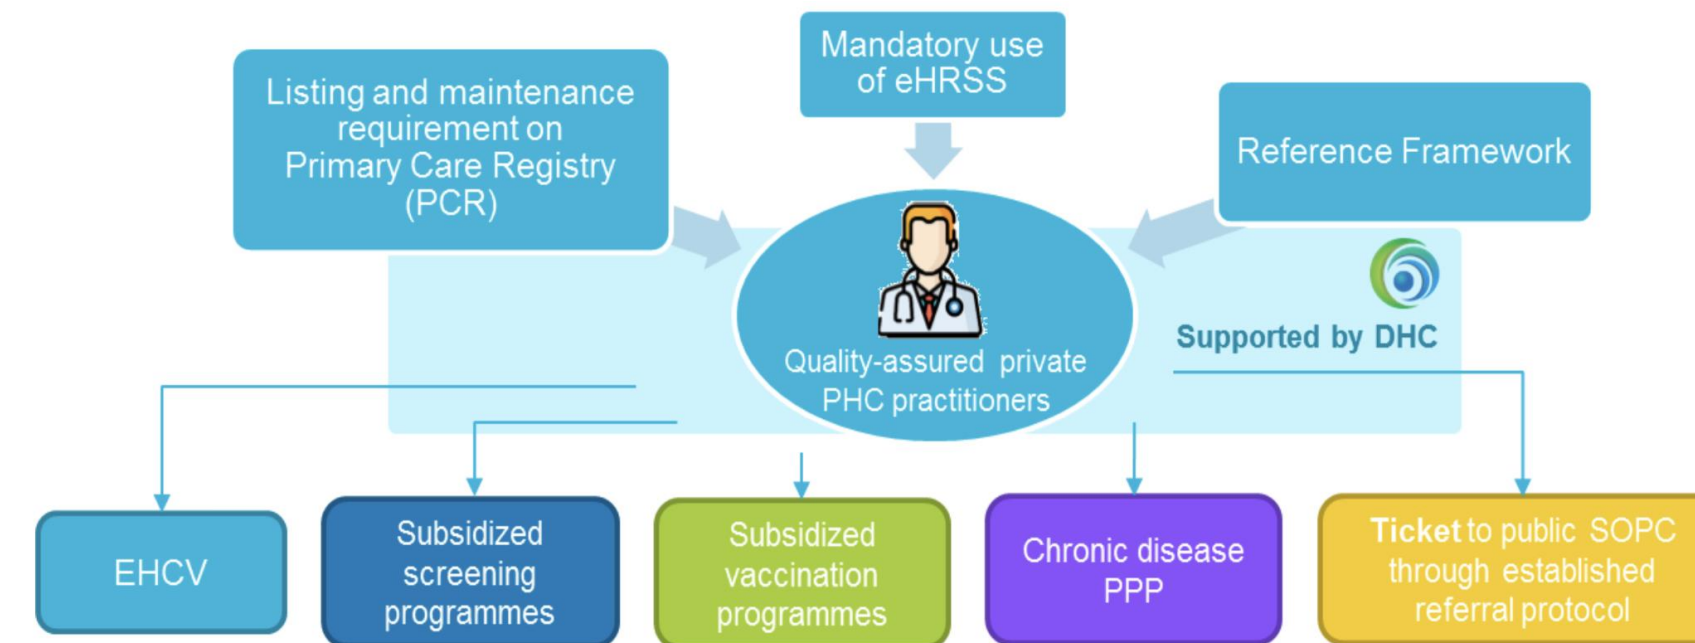 Mandatory use
of eHRSS
Listing and maintenance
requirement on
Primary Care Registry
(PCR)
Reference Framework
Supported by DHC
Quality-assured private
PHC practitioners
EHCV
Subsidized
screening
programmes
Subsidized
vaccination
programmes
Chronic disease
PPP
Ticket to public SOPC
through established
referral protocol